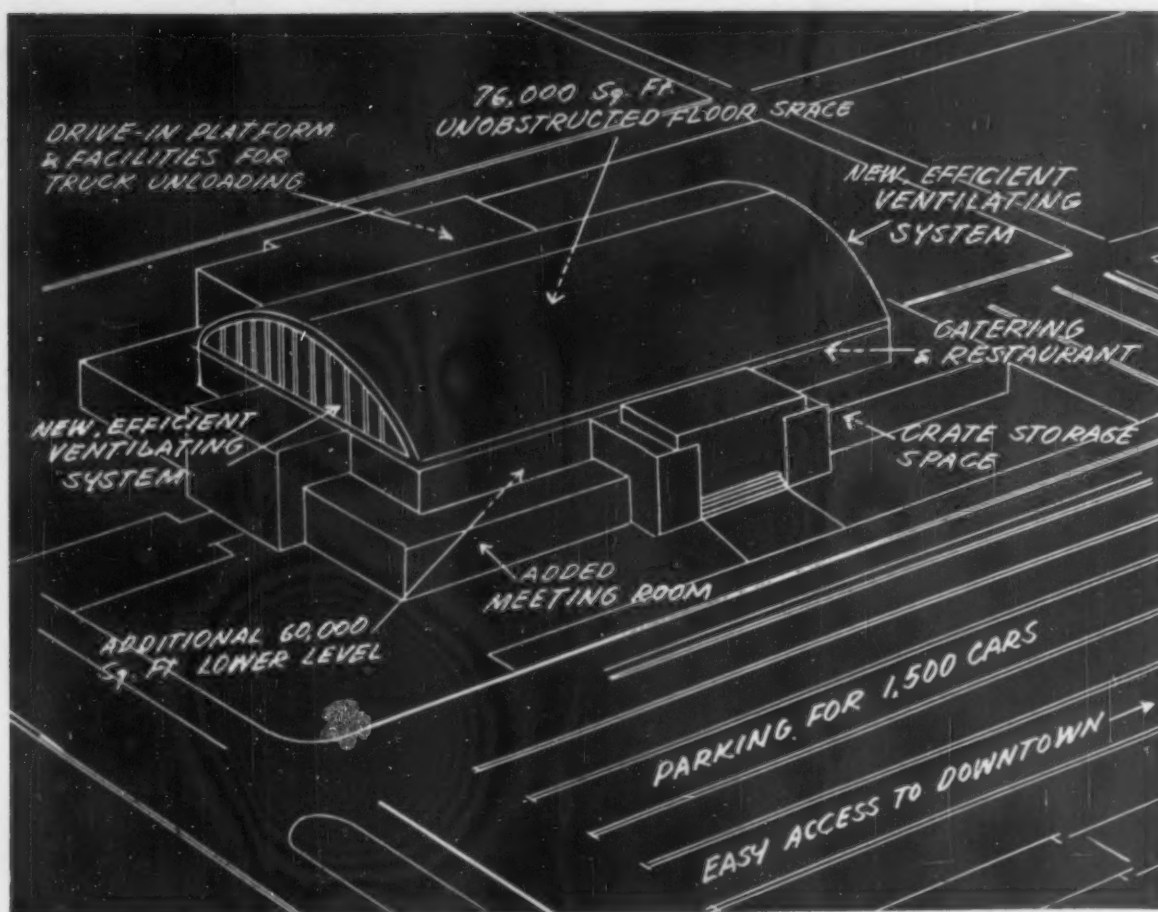 76,000 Sq. Ft.
UNOBSTRUCTED FLOOR SPACE
DRIVE-IN PLATFORM
& FACILITIES FOR
TRUCK UNLOADING
NEW, EFFICIENT
VENTILATING
SYSTEM
CATERING
& RESTAURANT
NEW, EFFICIENT
VENTILATING
SYSTEM
CRATE STORAGE
SPACE
ADDED
MEETING ROOM
ADDITIONAL 60,000
Sq. Ft. LOWER LEVEL
PARKING FOR 1,500 CARS
EASY ACCESS TO DOWNTOWN